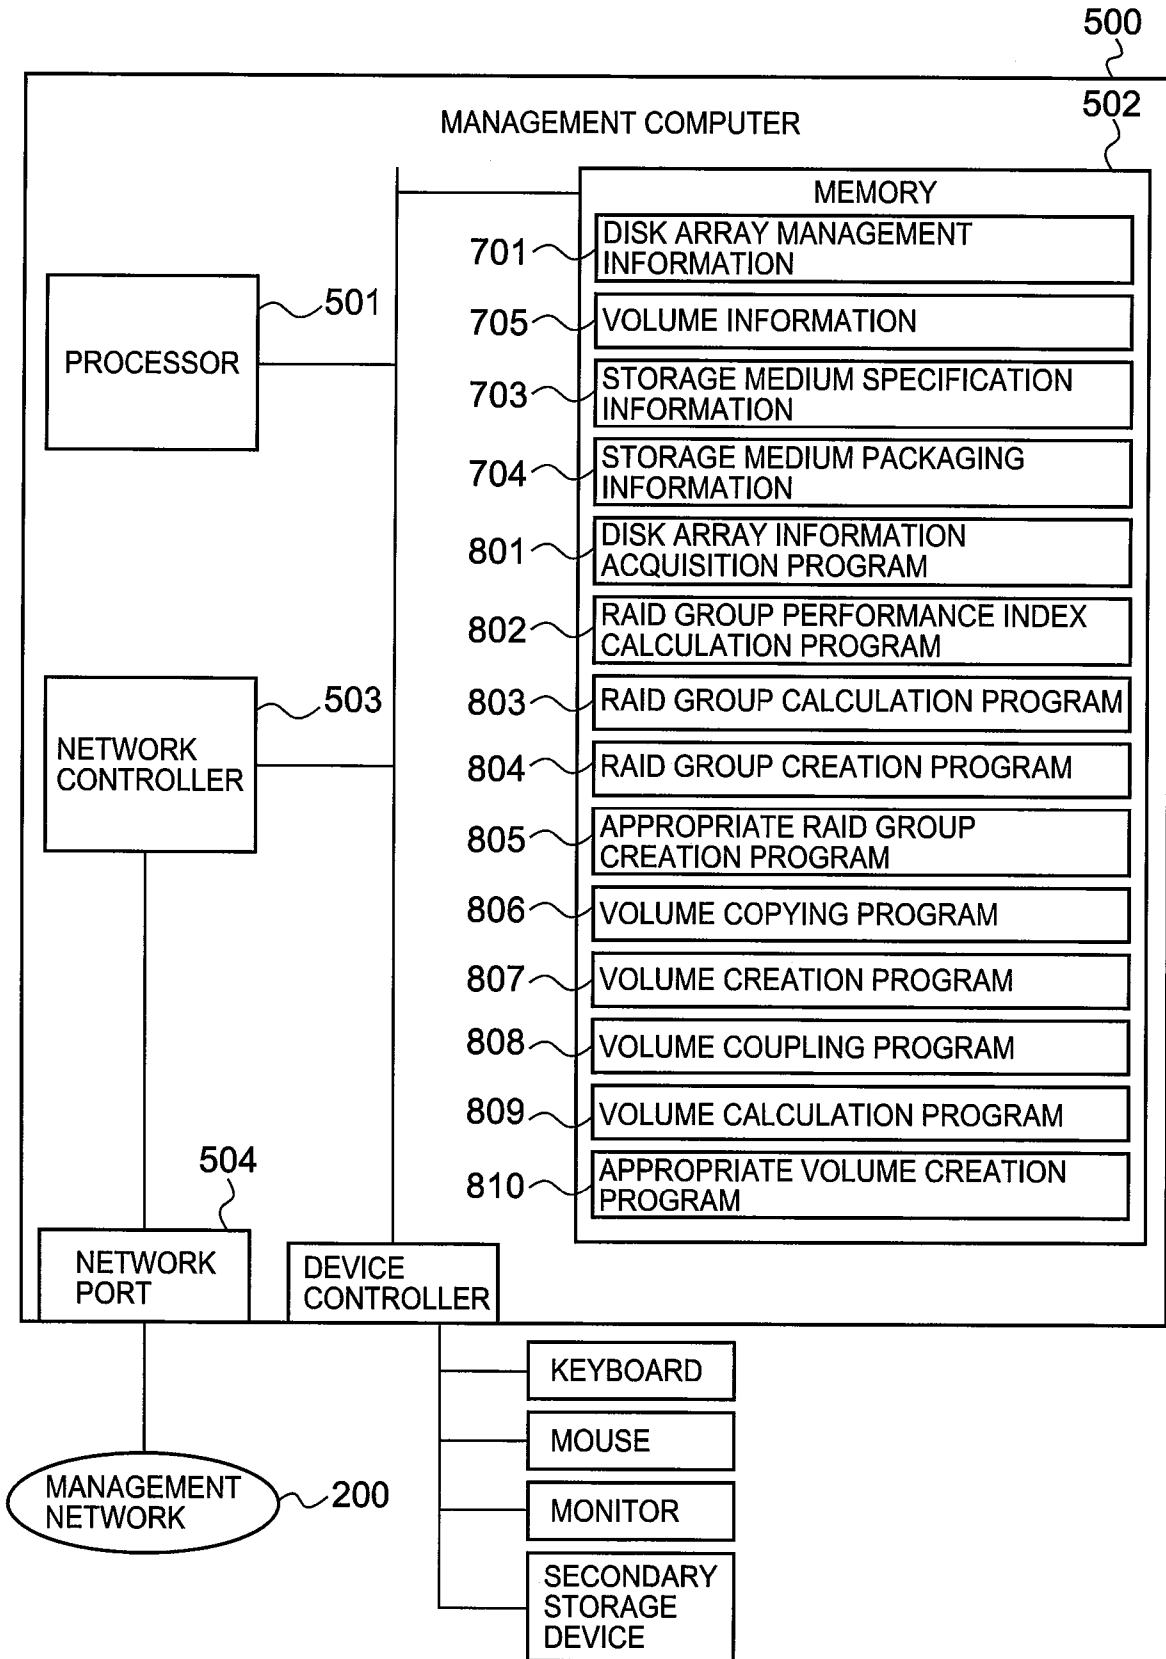 500
502
MANAGEMENT COMPUTER
MEMORY
701
DISK ARRAY MANAGEMENT
INFORMATION
501
PROCESSOR
705
VOLUME INFORMATION
703
STORAGE MEDIUM SPECIFICATION
INFORMATION
704
STORAGE MEDIUM PACKAGING
INFORMATION
801
DISK ARRAY INFORMATION
ACQUISITION PROGRAM
802
RAID GROUP PERFORMANCE INDEX
CALCULATION PROGRAM
503
NETWORK
CONTROLLER
803
RAID GROUP CALCULATION PROGRAM
804
RAID GROUP CREATION PROGRAM
805
APPROPRIATE RAID GROUP
CREATION PROGRAM
806
VOLUME COPYING PROGRAM
807
VOLUME CREATION PROGRAM
808
VOLUME COUPLING PROGRAM
809
VOLUME CALCULATION PROGRAM
810
APPROPRIATE VOLUME CREATION
PROGRAM
504
NETWORK
PORT
DEVICE
CONTROLLER
KEYBOARD
MOUSE
MONITOR
SECONDARY
STORAGE
DEVICE
MANAGEMENT
NETWORK
200